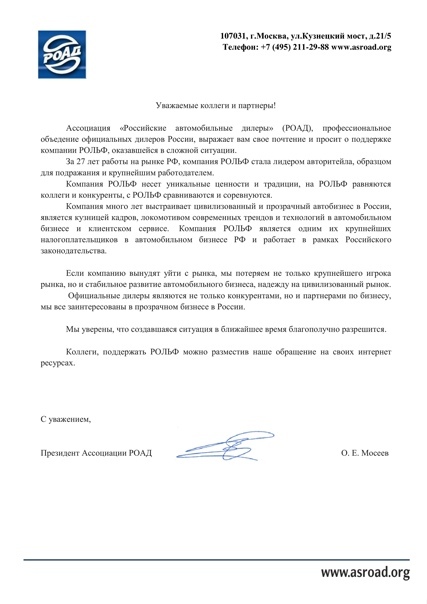 РОАД
107031, г.Москва, ул.Кузнецкий мост, д.21/5
Телефон: +7 (495) 211-29-88 www.asroad.org
Уважаемые коллеги и партнеры!
Ассоциация «Российские автомобильные дилеры» (РОАД), профессиональное
объедение официальных дилеров России, выражает вам свое почтение и просит о поддержке
компании РОЛЬФ, оказавшейся в сложной ситуации.
За 27 лет работы на рынке РФ, компания РОЛЬФ стала лидером авторитейла, образцом
для подражания и крупнейшим работодателем.
Компания РОЛЬФ несет уникальные ценности и традиции, на РОЛЬФ равняются
коллеги и конкуренты, с РОЛЬФ сравниваются и соревнуются.
Компания много лет выстраивает цивилизованный и прозрачный автобизнес в России,
является кузницей кадров, локомотивом современных трендов и технологий в автомобильном
бизнесе и клиентском сервисе. Компания РОЛЬФ является одним их крупнейших
налогоплательщиков в автомобильном бизнесе РФ и работает в рамках Российского
законодательства.
Если компанию вынудят уйти с рынка, мы потеряем не только крупнейшего игрока
рынка, но и стабильное развитие автомобильного бизнеса, надежду на цивилизованный рынок.
Официальные дилеры являются не только конкурентами, но и партнерами по бизнесу,
мы все заинтересованы в прозрачном бизнесе в России.
Мы уверены, что создавшаяся ситуация в ближайшее время благополучно разрешится.
Коллеги, поддержать РОЛЬФ можно разместив наше обращение на своих интернет
ресурсах.
С уважением,
Президент Ассоциации РОАД О. Е. Мосеев
www.asroad.org